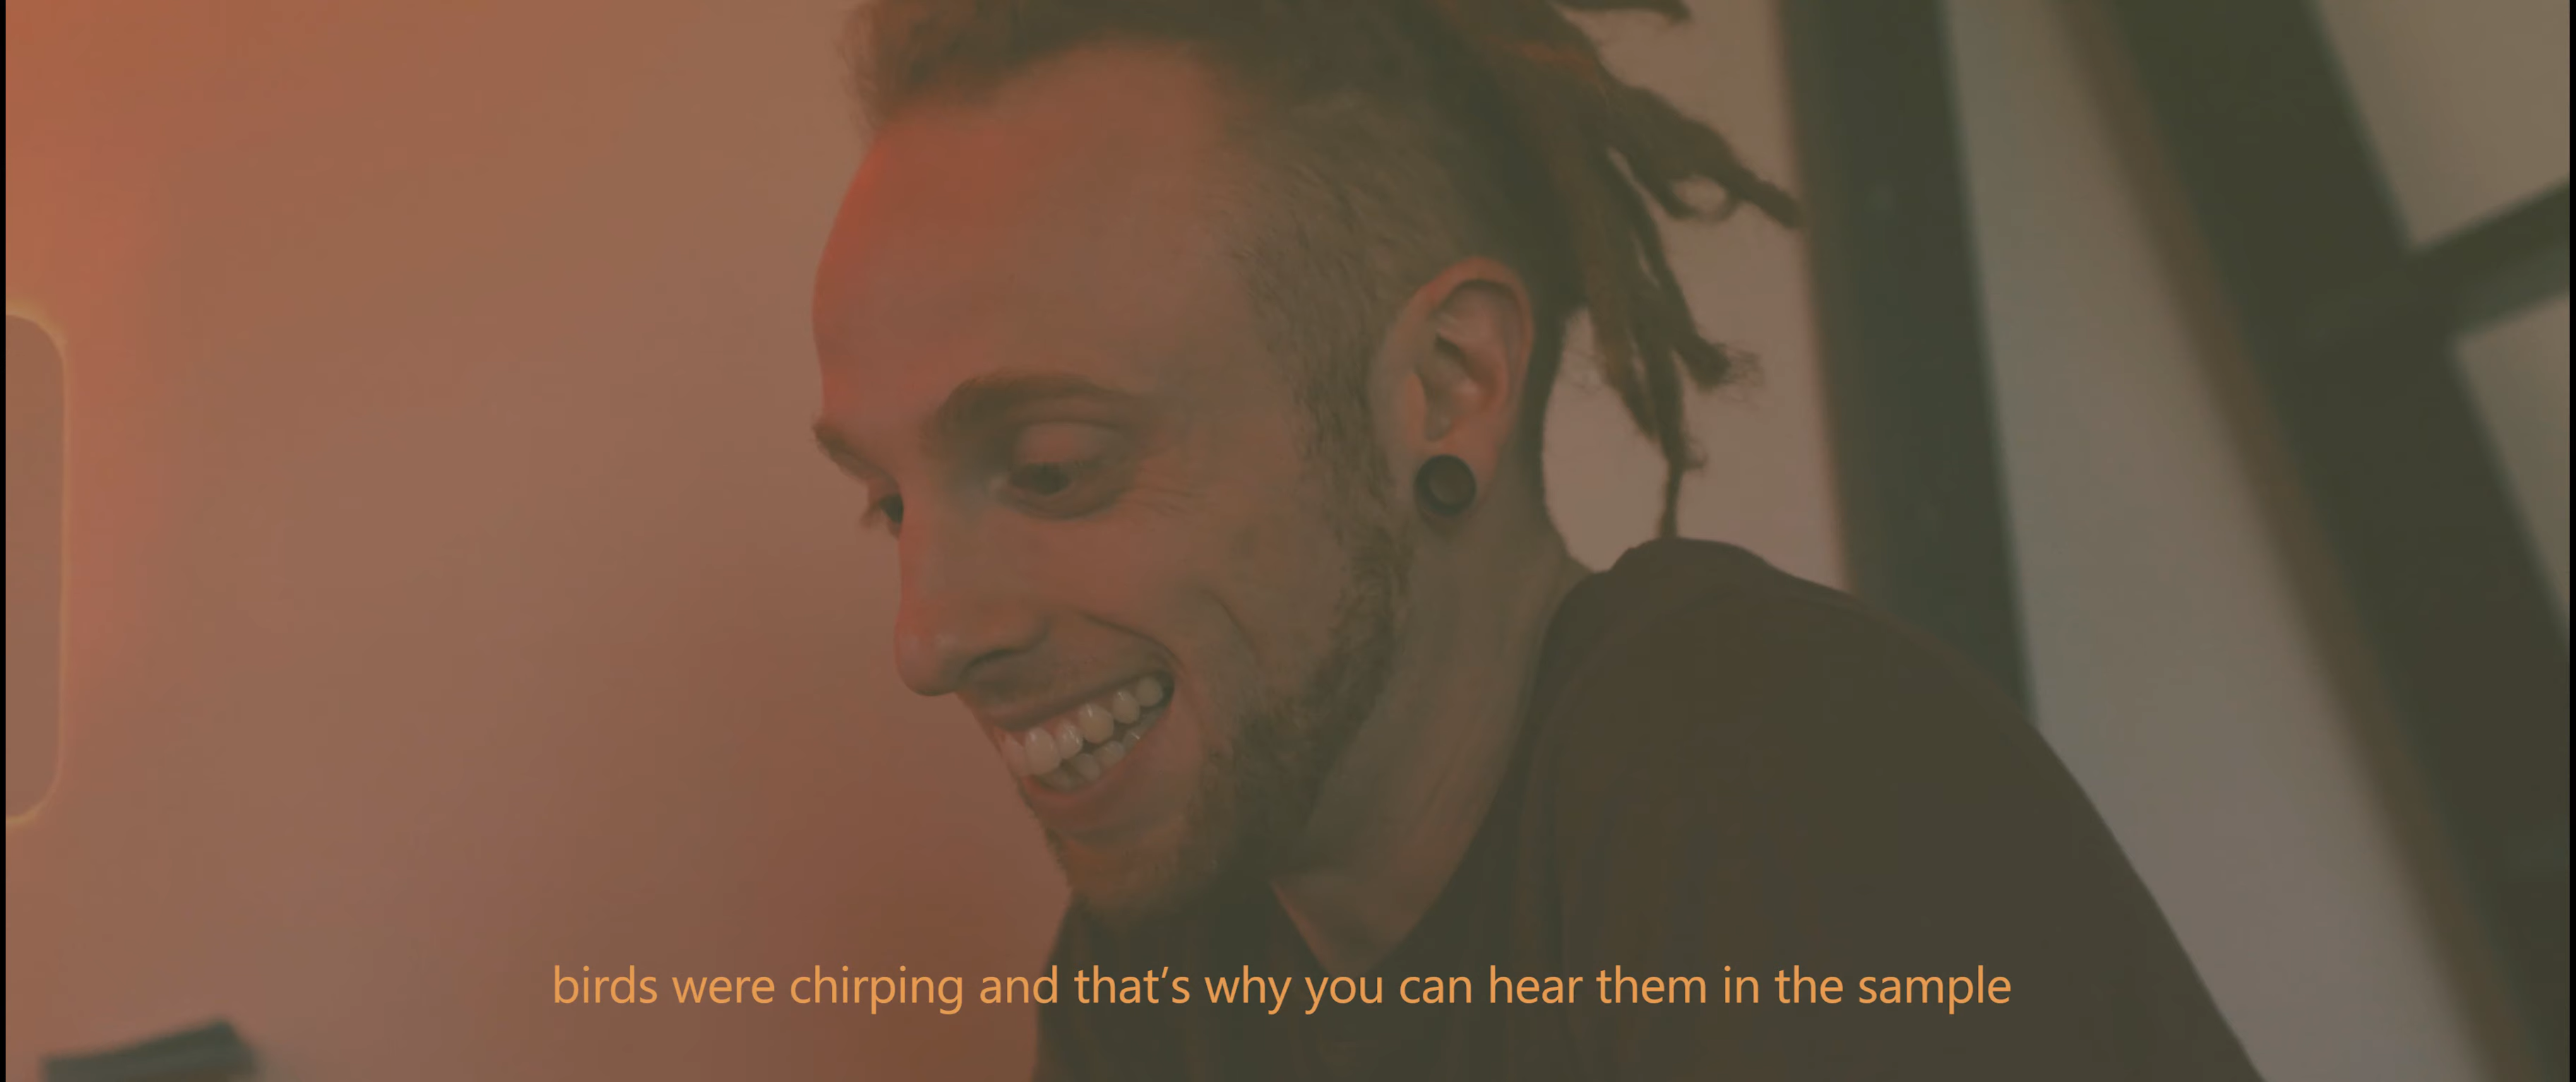 birds were chirping and that’s why you can hear them in the sample